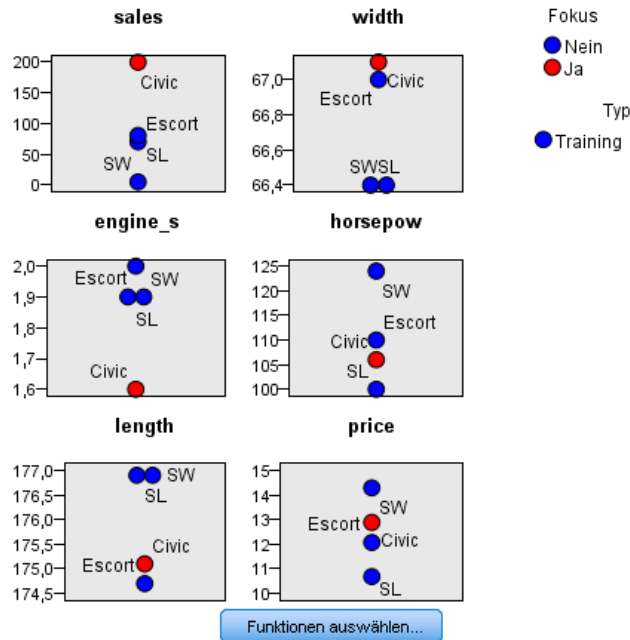 sales
200
150
100
50
0
Civic
Escort
SW
SL
width
67,0
66,8
66,6
66,4
Civic
Escort
SWSL
Fokus
Nein
Ja
Typ
Training
engine_s
2,0
1,9
1,8
1,7
1,6
Escort
SW
SL
Civic
horsepow
125
120
115
110
105
100
SW
Escort
Civic
SL
length
177,0
176,5
176,0
175,5
175,0
174,5
SW
SL
Civic
Escort
price
15
14
13
12
11
10
SW
Escort
Civic
SL
Funktionen auswählen...